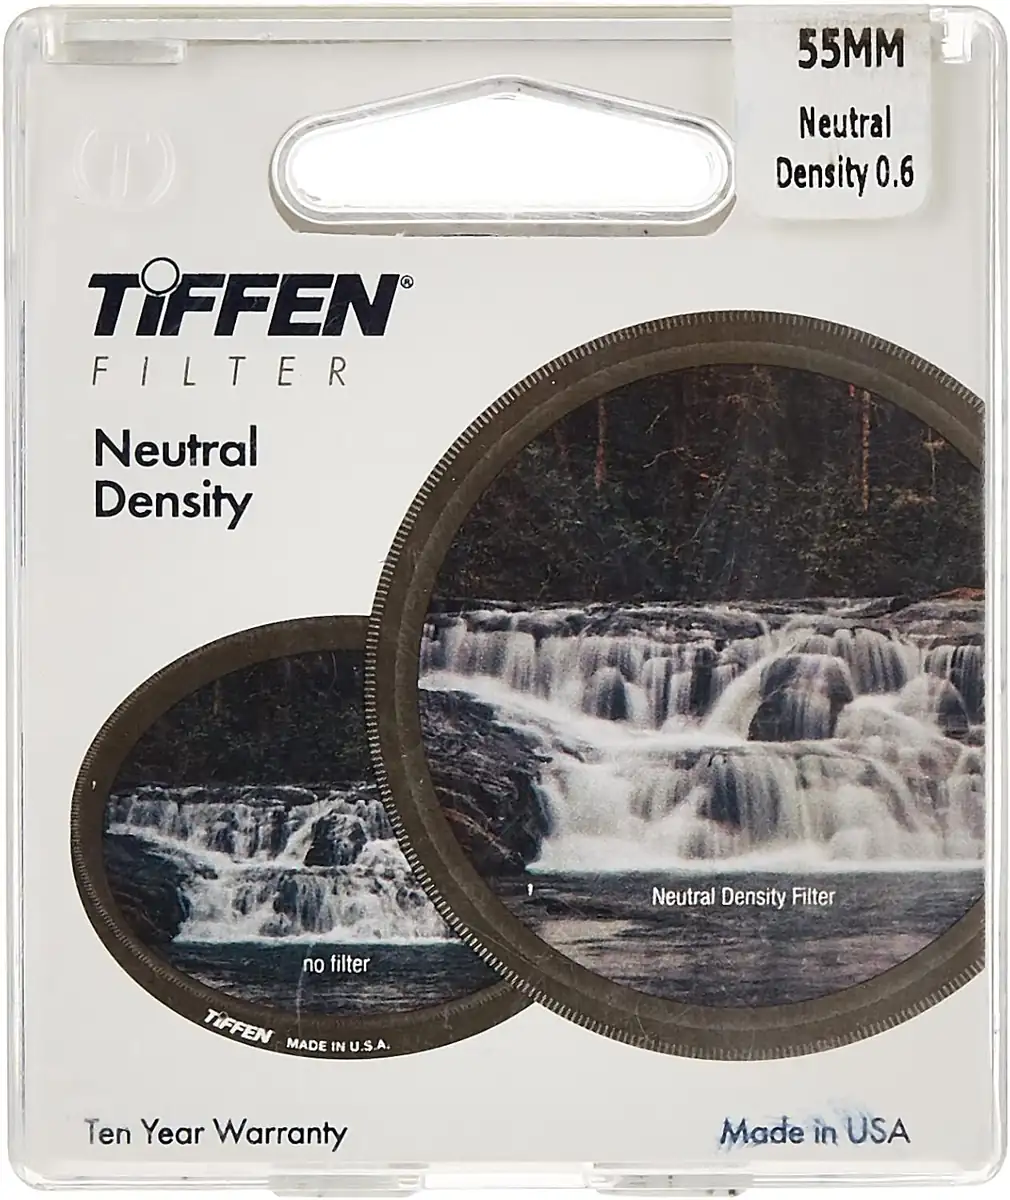 55MM
Neutral
Density 0.6
TiFFEN®
FILTER
Neutral
Density
Neutral Density Filter
no filter
TiFFEN MADE IN U.S.A.
Ten Year Warranty
Made in USA